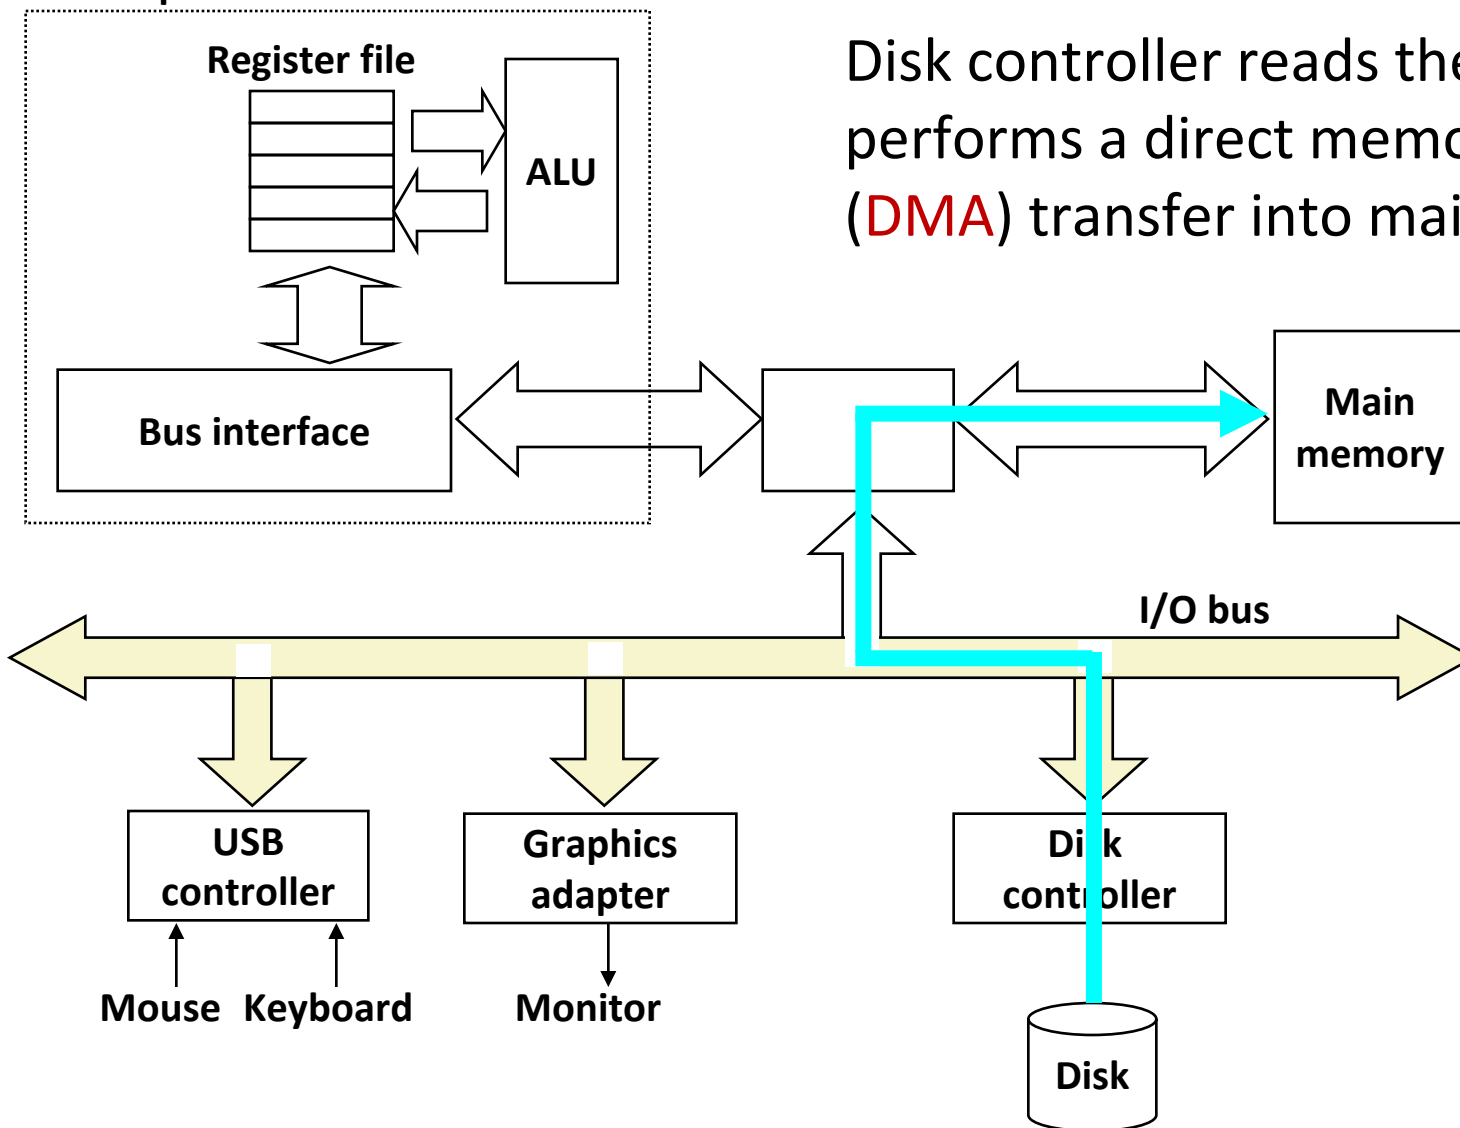 Register file
ALU
Disk controller reads the
performs a direct memo
(DMA) transfer into mai
Bus interface
Main
memory
I/O bus
USB
controller
Graphics
adapter
Disk
controller
Mouse Keyboard
Monitor
Disk